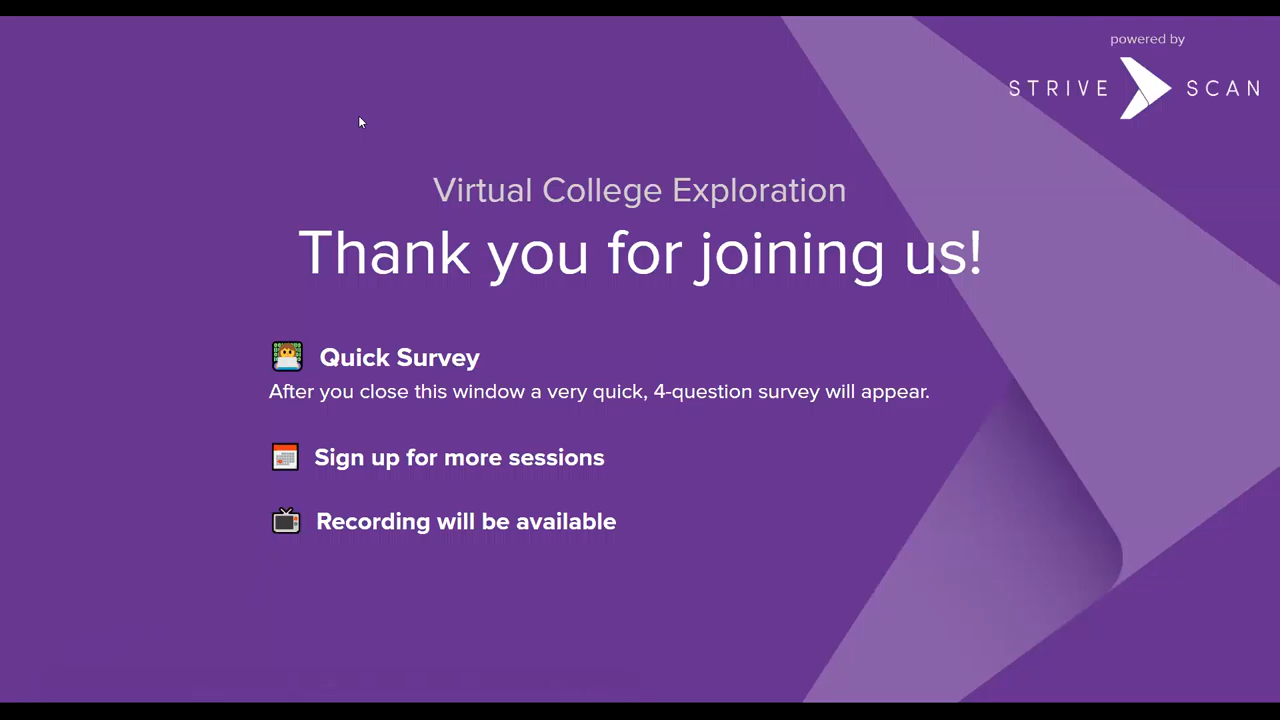 powered by
STRIVE SCAN
Virtual College Exploration
Thank you for joining us!
Quick Survey
After you close this window a very quick, 4-question survey will appear.
Sign up for more sessions
Recording will be available